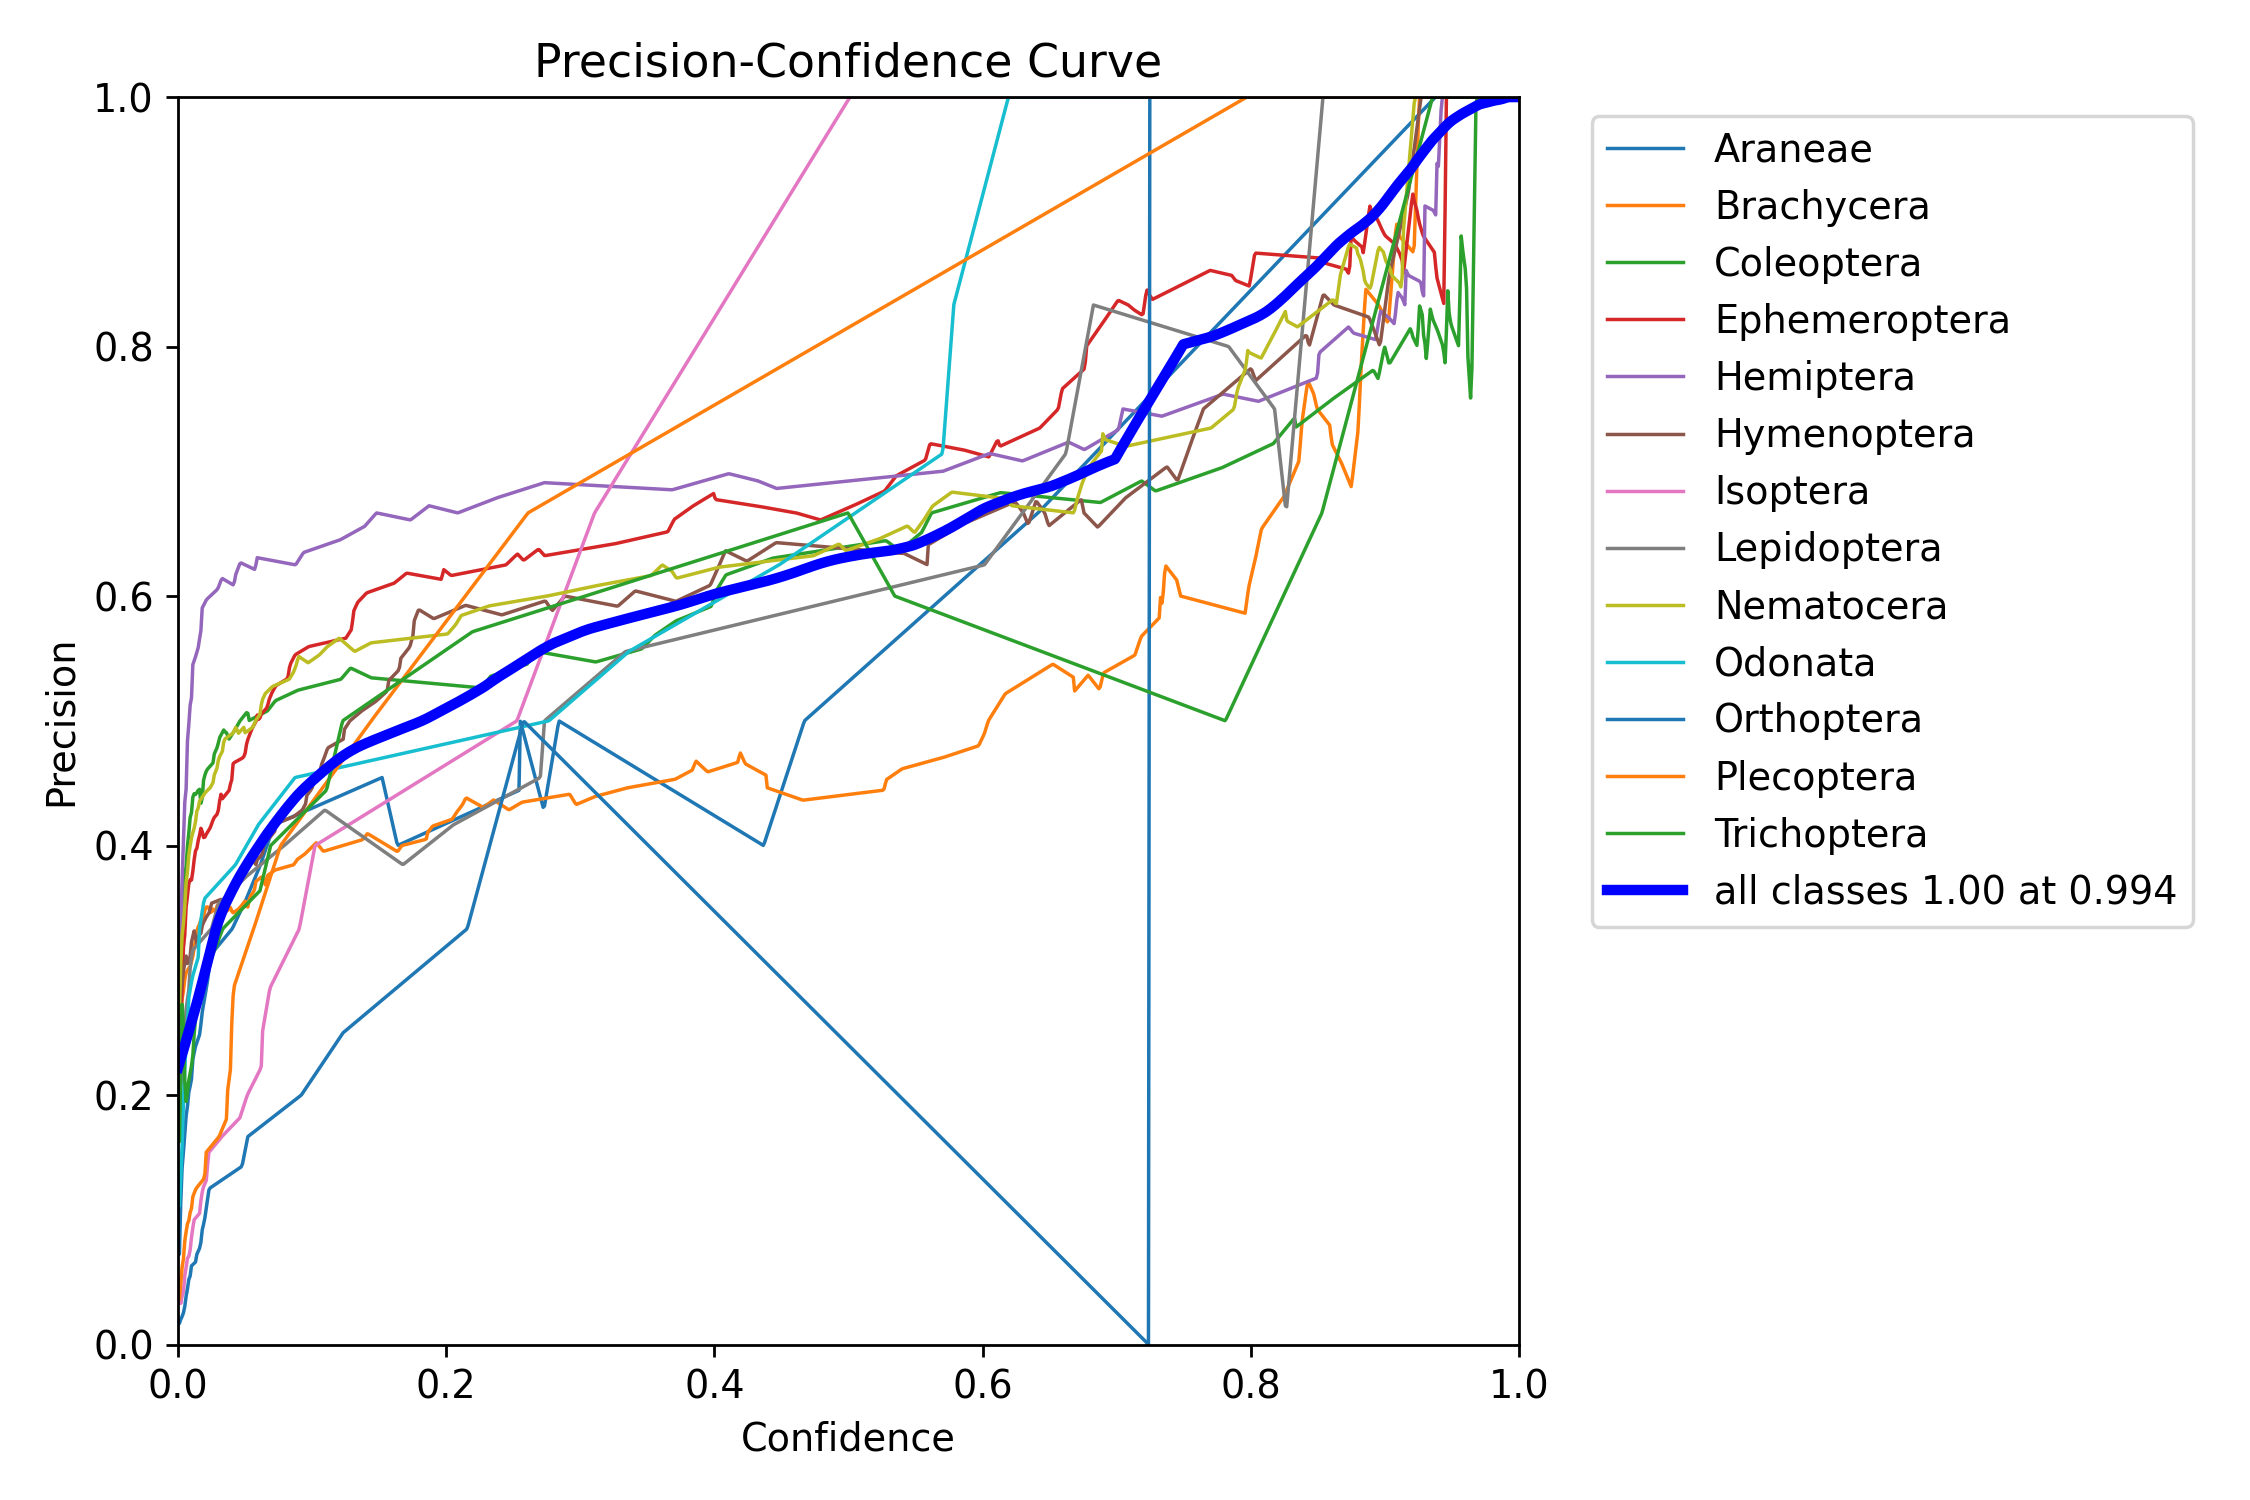 Precision-Confidence Curve
1.0
0.8
0.6
0.4
0.2
0.0
Precision
0.0 0.2 0.4 0.6 0.8 1.0
Confidence
Araneae
Brachycera
Coleoptera
Ephemeroptera
Hemiptera
Hymenoptera
Isoptera
Lepidoptera
Nematocera
Odonata
Orthoptera
Plecoptera
Trichoptera
all classes 1.00 at 0.994